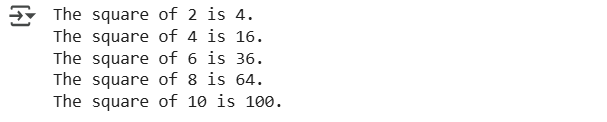 The square of 2 is 4.
The square of 4 is 16.
The square of 6 is 36.
The square of 8 is 64.
The square of 10 is 100.